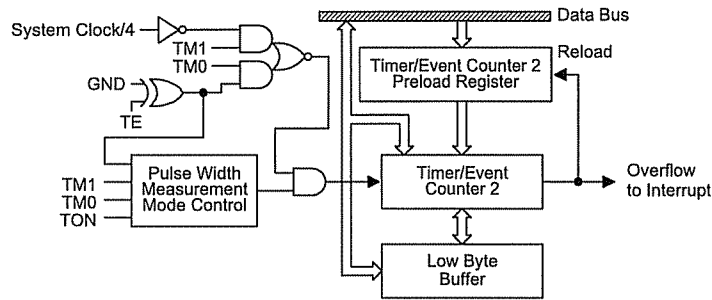 System Clock/4
TM1
TM0
GND
TE
TM1
TM0
TON
Pulse Width
Measurement
Mode Control
Data Bus
Reload
Timer/Event Counter 2
Preload Register
Timer/Event
Counter 2
Overflow
to Interrupt
Low Byte
Buffer